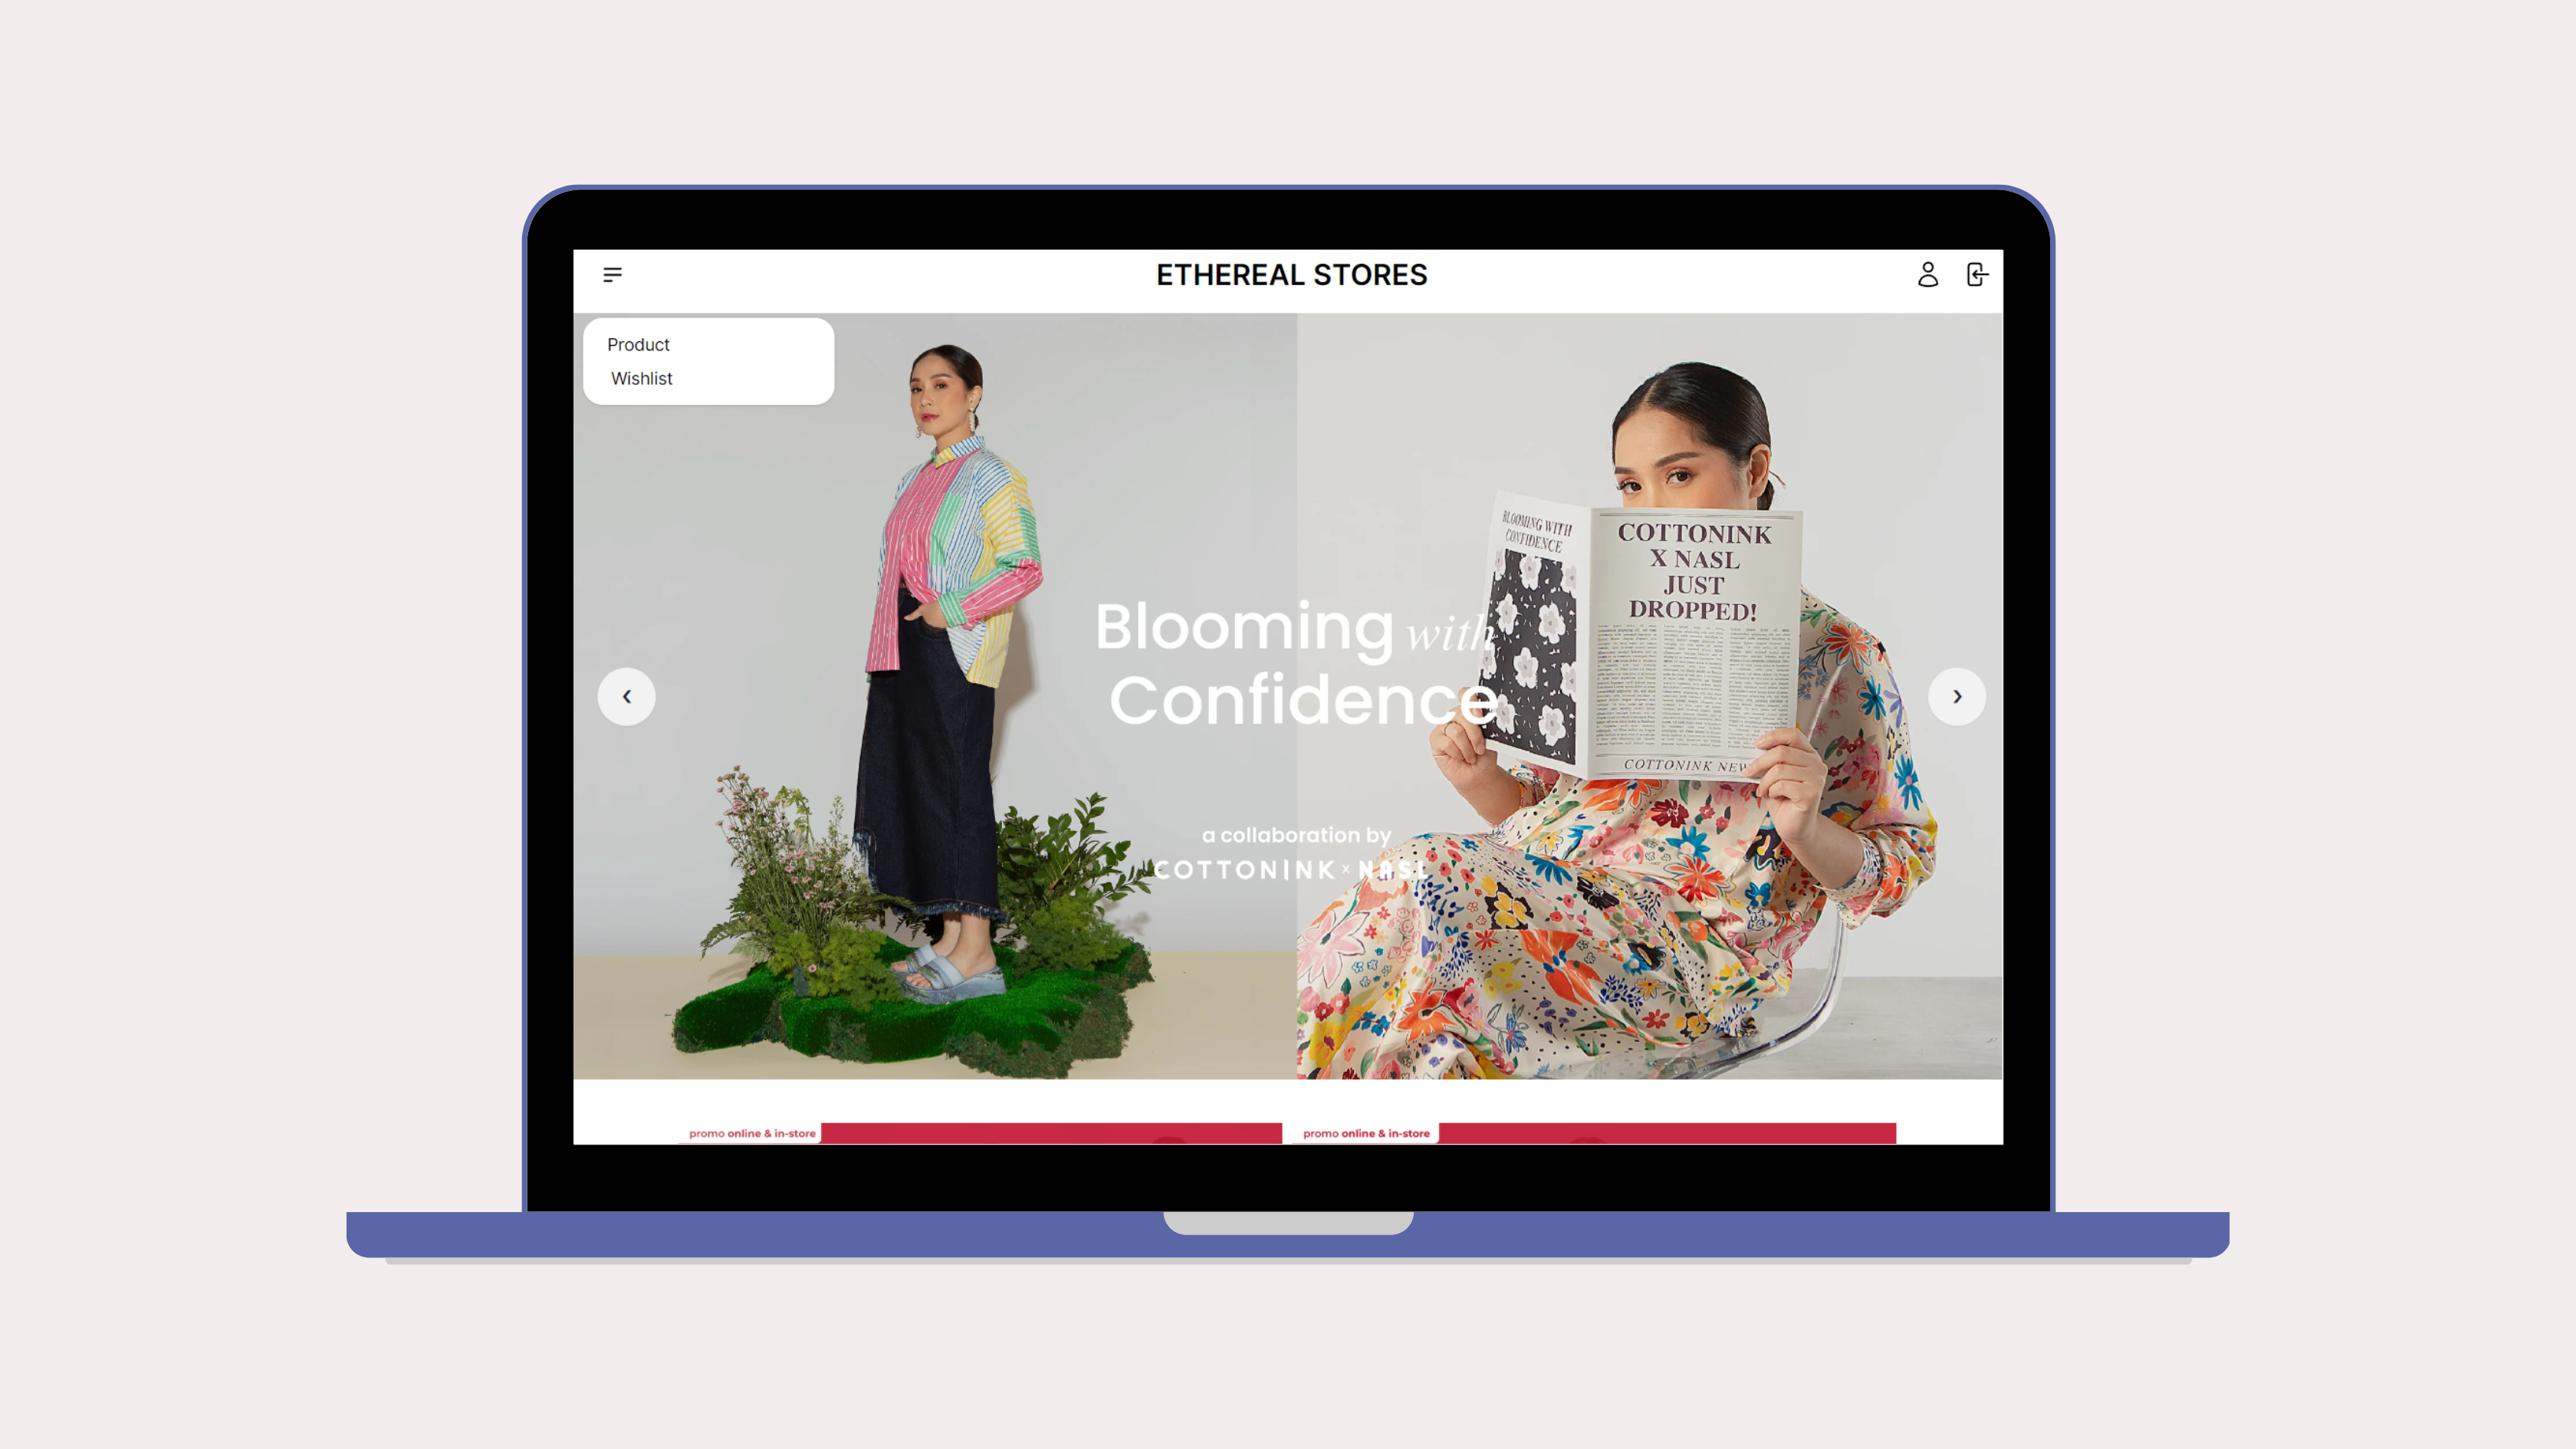 ETHEREAL STORES
Product
Wishlist
BLOOMING WITH
CONFIDENCE
COTTONINK
X NASL
JUST
DROPPED!
COTTONINK NEW
Blooming with
Confidence
a collaboration by
COTTONINK × NASL
promo online & in-store
promo online & in-store